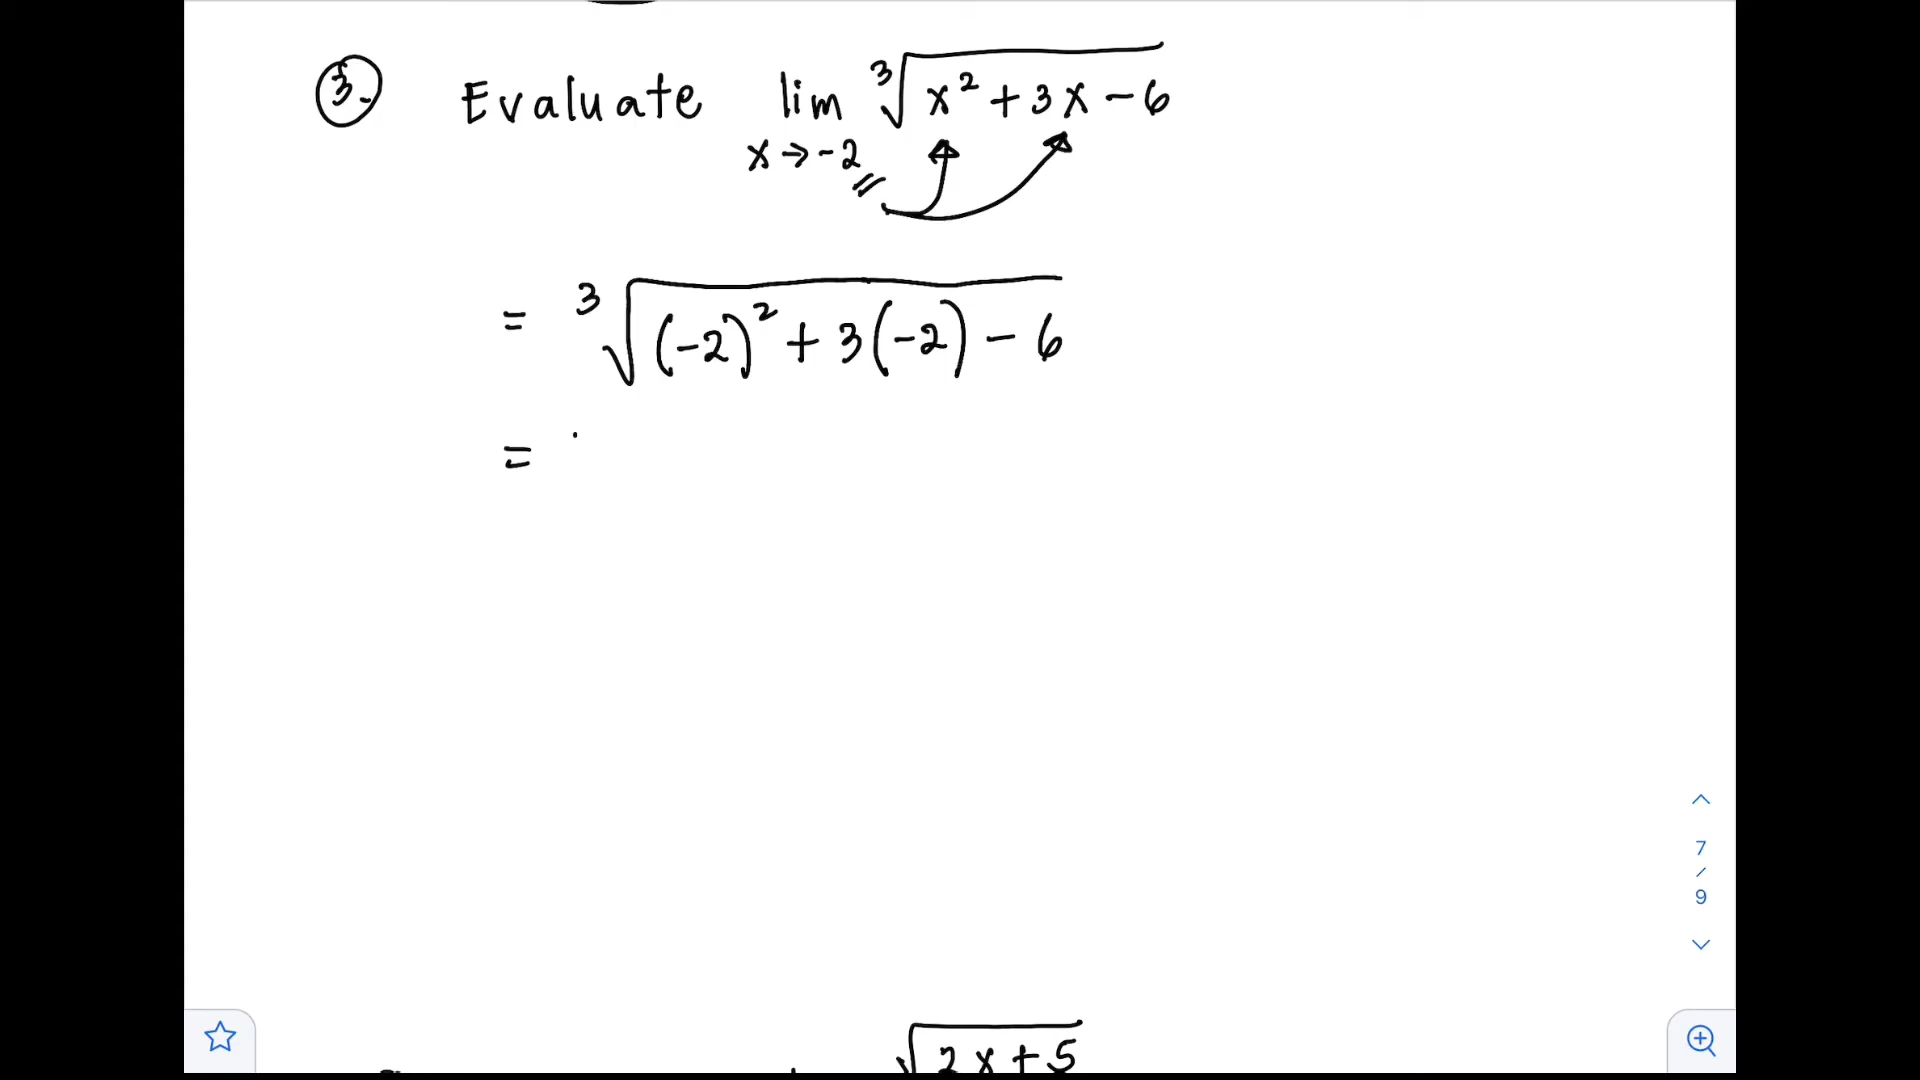 3. Evaluate lim ∛(x² + 3x - 6)
x → -2
= ∛((-2)² + 3(-2) - 6)
=
7
/
9
√(2x + 5)